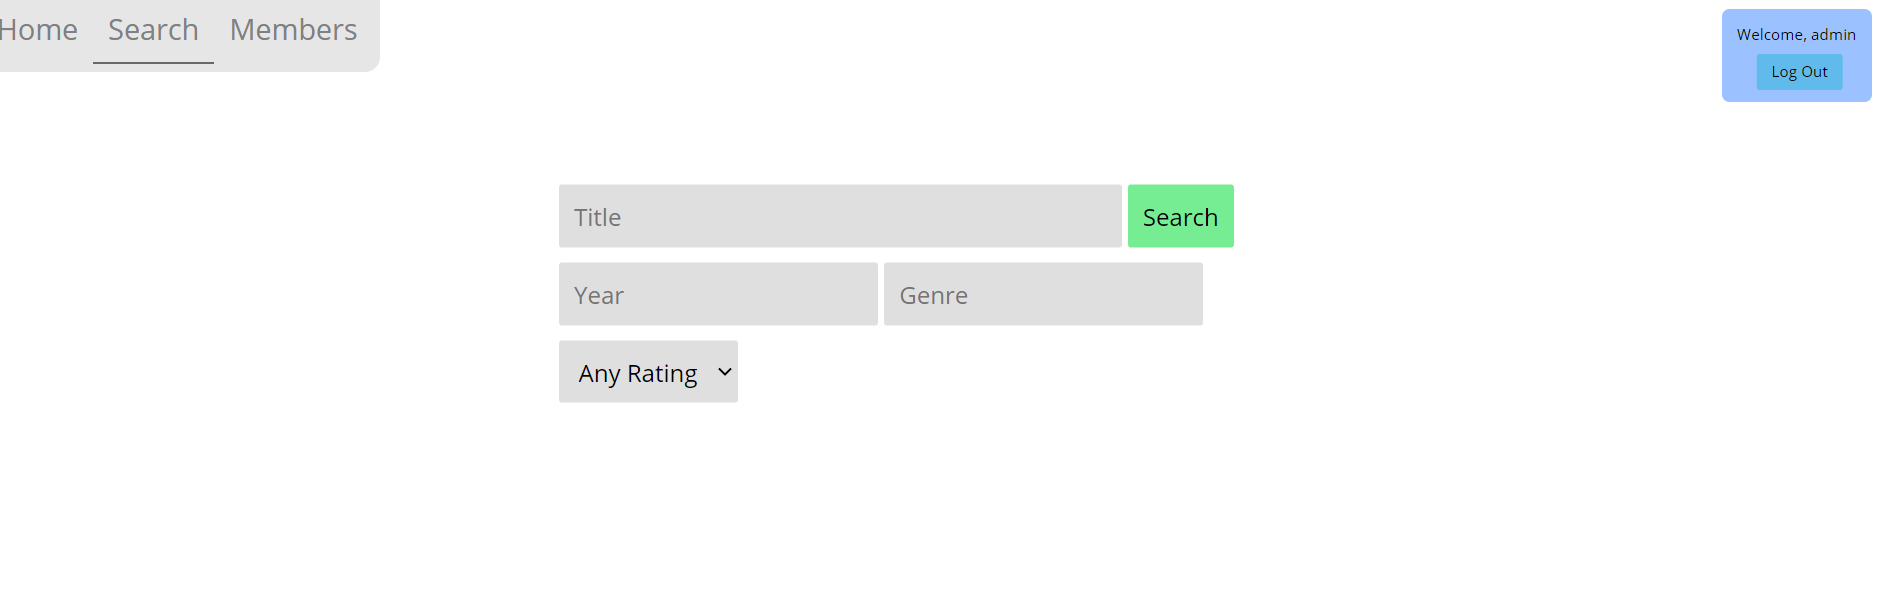 Home Search Members
Welcome, admin
Log Out
Title Search
Year Genre
Any Rating